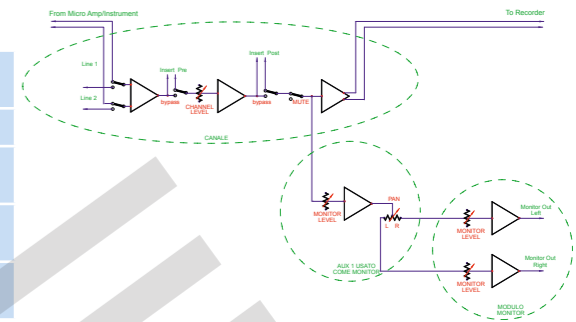 From Micro Amp/Instrument
To Recorder
Line 1
Line 2
Insert Pre
bypass
CHANNEL
LEVEL
Insert Post
bypass
MUTE
CANALE
MONITOR
LEVEL
PAN
L R
AUX 1 USATO
COME MONITOR
MONITOR
LEVEL
Monitor Out
Left
MONITOR
LEVEL
Monitor Out
Right
MODULO
MONITOR